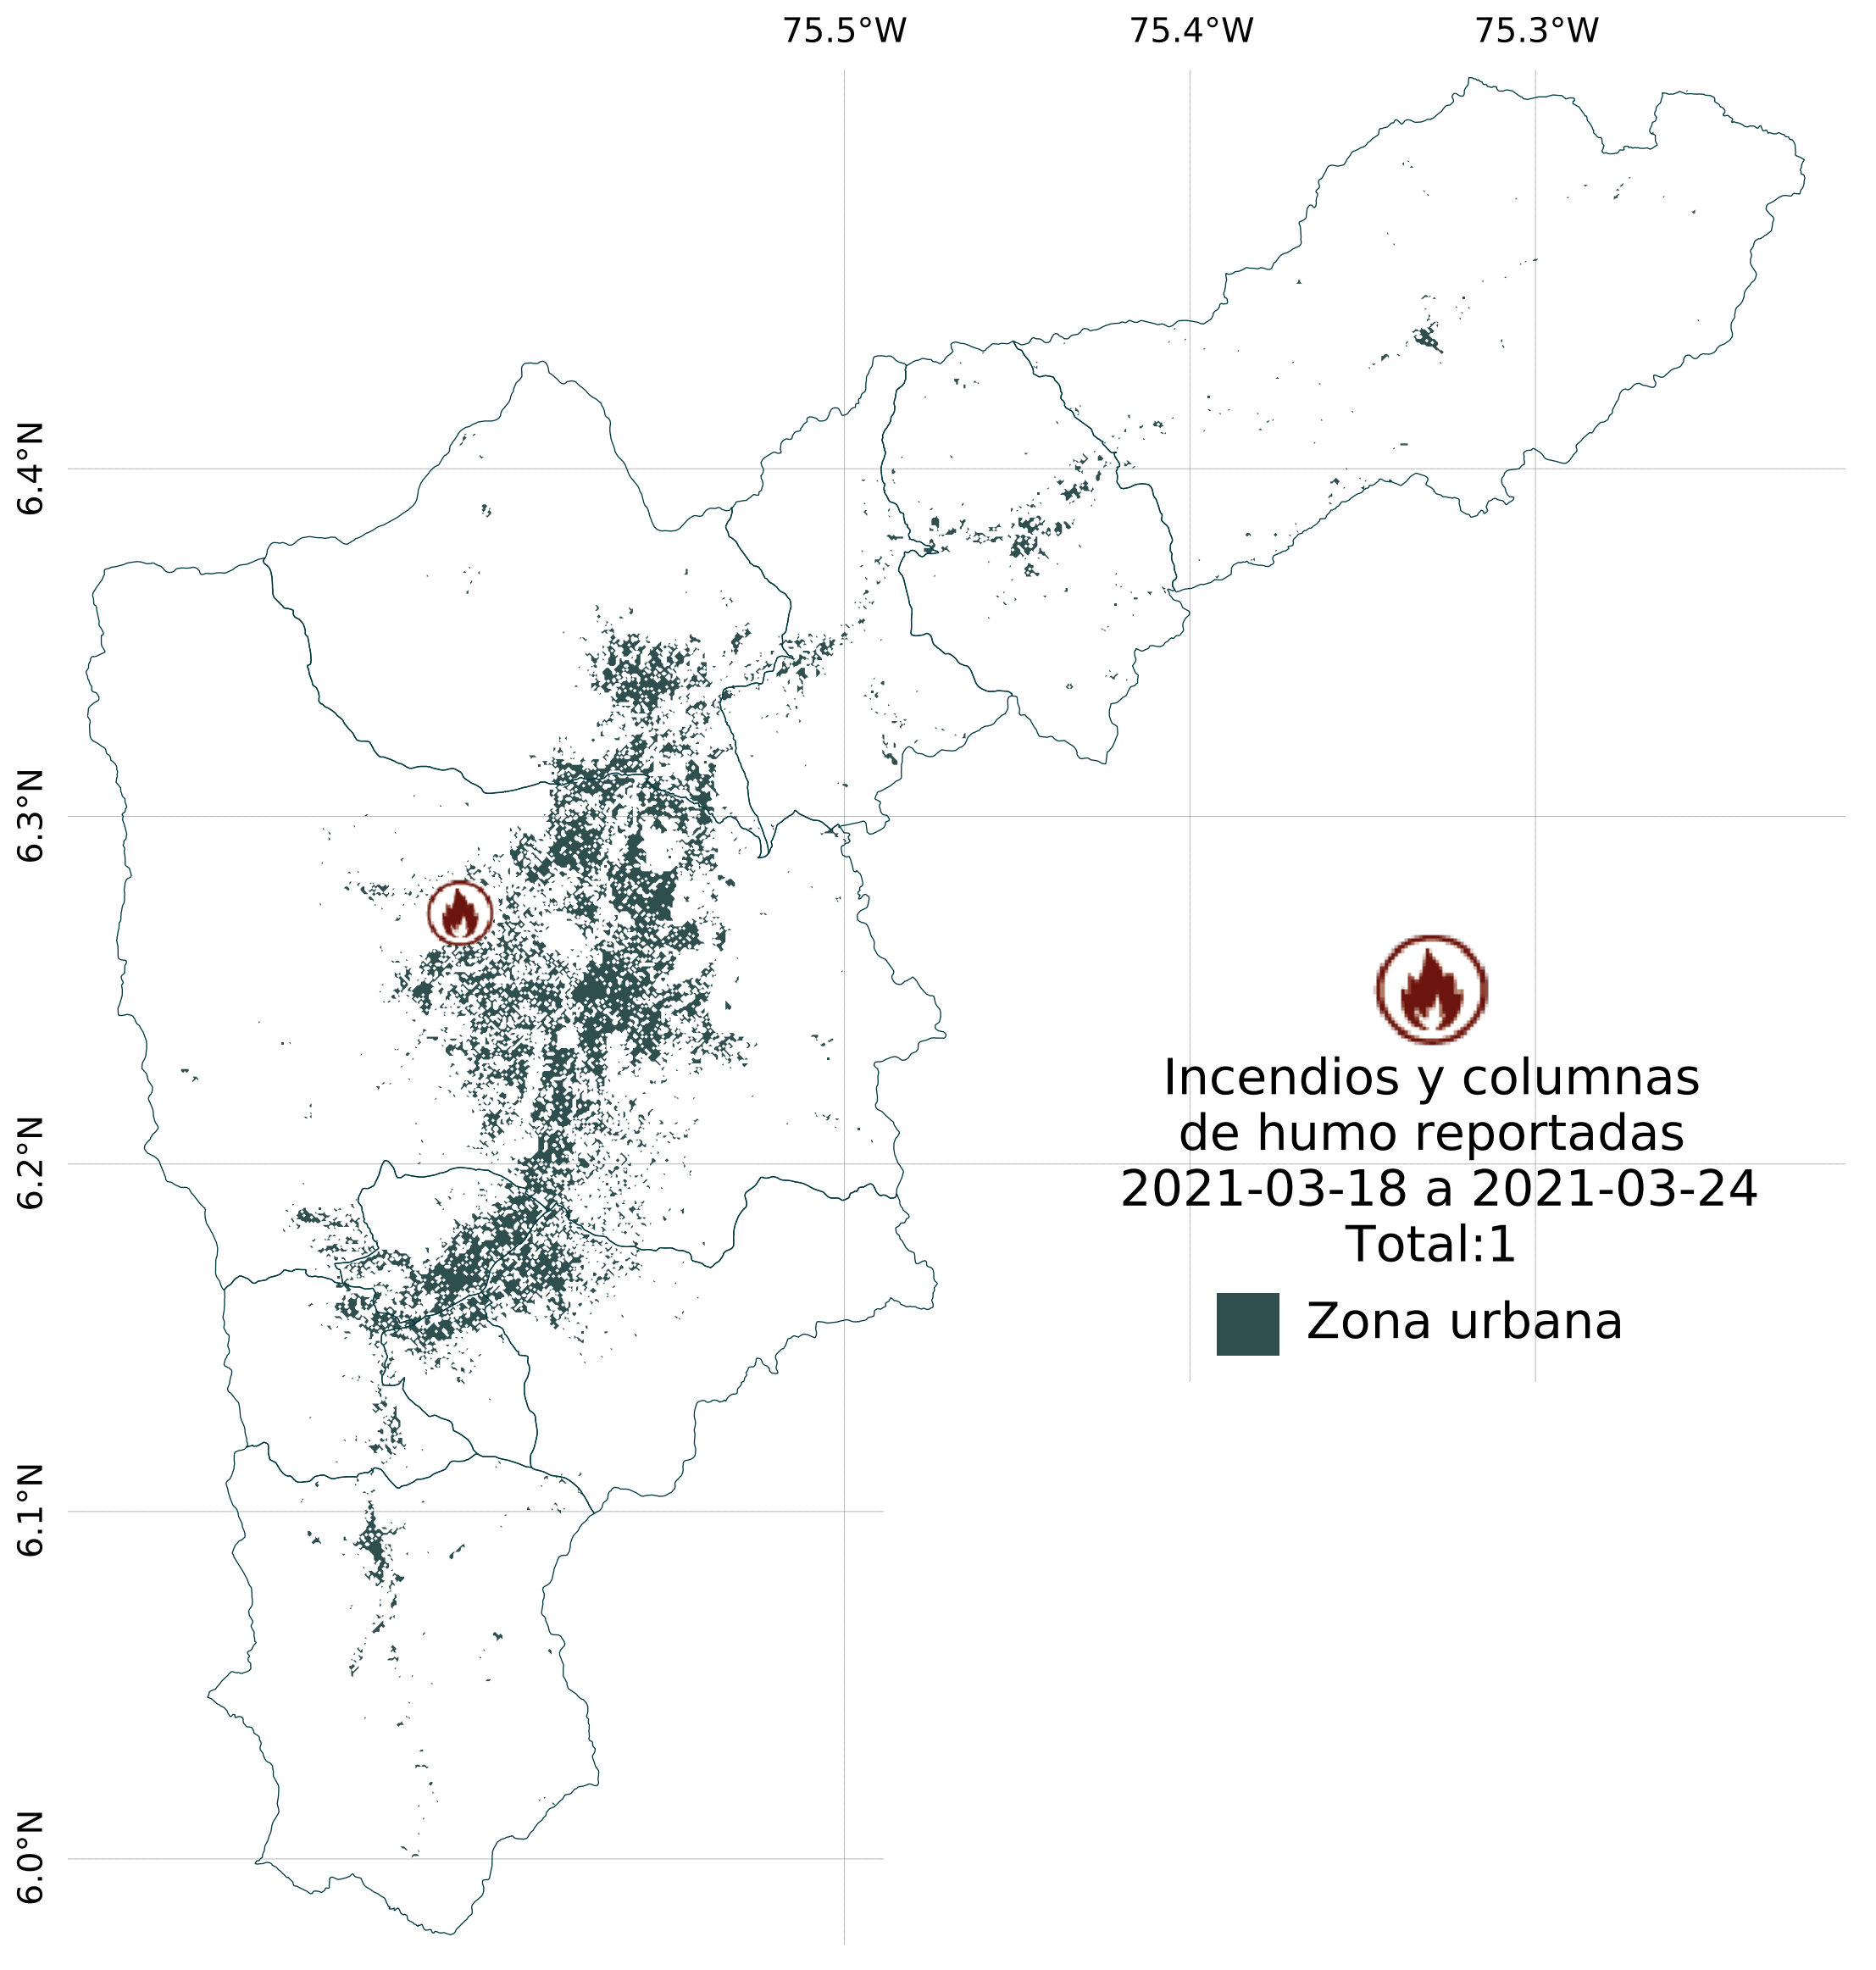 75.5°W 75.4°W 75.3°W
6.4°N
6.3°N
6.2°N
6.1°N
6.0°N
Incendios y columnas
de humo reportadas
2021-03-18 a 2021-03-24
Total:1
Zona urbana